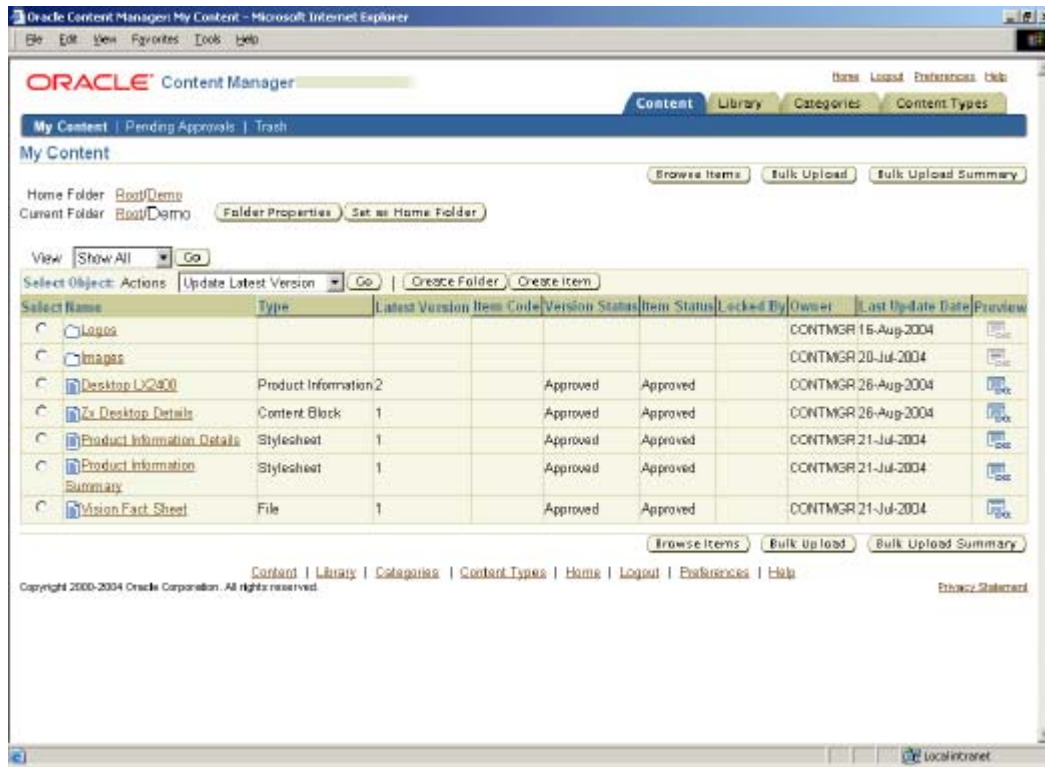 Oracle Content Manager: My Content - Microsoft Internet Explorer
File Edit View Favorites Tools Help
ORACLE Content Manager
Home Logout Preferences Help
Content Library Categories Content Types
My Content | Pending Approvals | Trash
My Content
Browse Items Bulk Upload Bulk Upload Summary
Home Folder Root/Demo
Current Folder Root/Demo Folder Properties Set as Home Folder
View Show All Go
Select Object: Actions Update Latest Version Go | Create Folder Create Item
Select Name Type Latest Version Item Code Version Status Item Status Locked By Owner Last Update Date Preview
Logos CONTMGR 16-Aug-2004
Images CONTMGR 20-Jul-2004
Desktop LX2400 Product Information 2 Approved Approved CONTMGR 26-Aug-2004
Zx Desktop Details Content Block 1 Approved Approved CONTMGR 26-Aug-2004
Product Information Details Stylesheet 1 Approved Approved CONTMGR 21-Jul-2004
Product Information Summary Stylesheet 1 Approved Approved CONTMGR 21-Jul-2004
Vision Fact Sheet File 1 Approved Approved CONTMGR 21-Jul-2004
Browse Items Bulk Upload Bulk Upload Summary
Content | Library | Categories | Content Types | Home | Logout | Preferences | Help
Copyright 2000-2004 Oracle Corporation. All rights reserved.
Privacy Statement
Local intranet